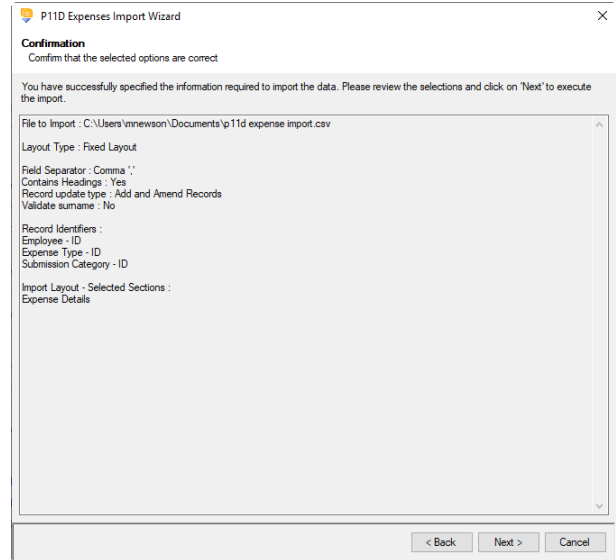 P11D Expenses Import Wizard
Confirmation
Comfirm that the selected options are correct
You have successfully specified the information required to import the data. Please review the selections and click on 'Next' to execute
the import.
File to Import : C:\Users\mnewson\Documents\p11d expense import.csv
Layout Type : Fixed Layout
Field Separator : Comma ','
Contains Headings : Yes
Record update type : Add and Amend Records
Validate surname : No
Record Identifiers :
Employee - ID
Expense Type - ID
Submission Category - ID
Import Layout - Selected Sections :
Expense Details
< Back Next > Cancel